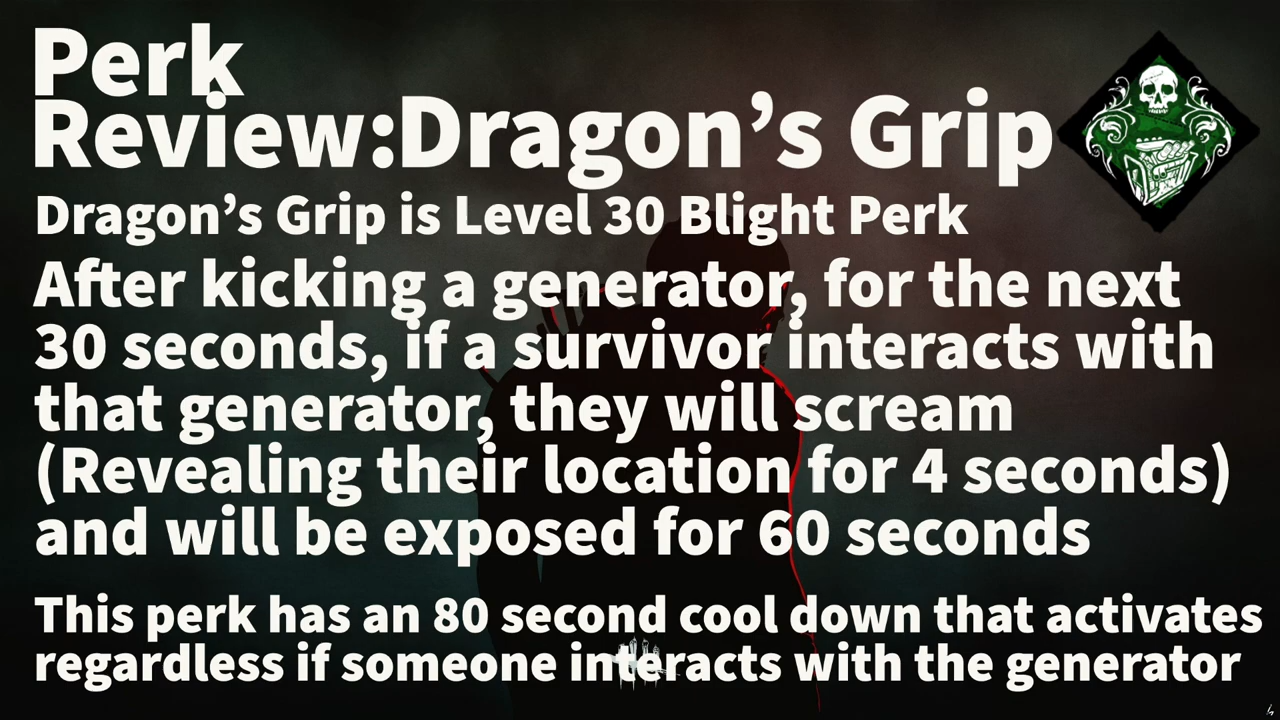 Perk
Review:Dragon’s Grip
Dragon’s Grip is Level 30 Blight Perk
After kicking a generator, for the next
30 seconds, if a survivor interacts with
that generator, they will scream
(Revealing their location for 4 seconds)
and will be exposed for 60 seconds
This perk has an 80 second cool down that activates
regardless if someone interacts with the generator